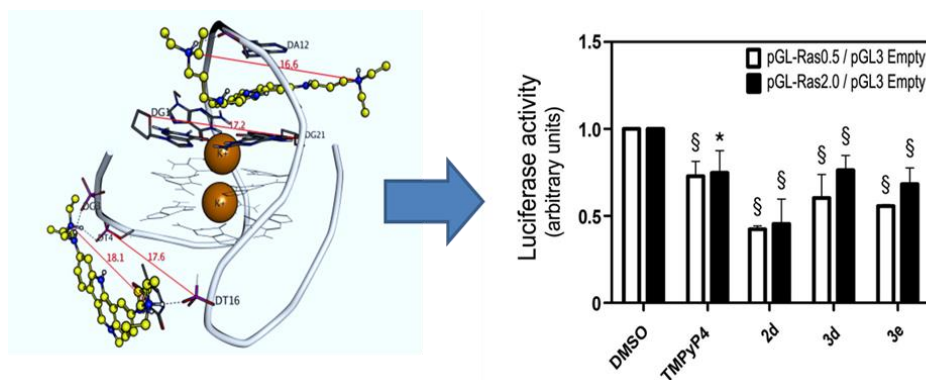 DA12
16.6
DG3
17.2
DG21
K+
K+
DT4
18.1
17.6
DT16
1.5
1.0
0.5
0
Luciferase activity
(arbitrary units)
pGL-Ras0.5 / pGL3 Empty
pGL-Ras2.0 / pGL3 Empty
§ * § § § § § §
DMSO
TMPyP4
2d
3d
3e